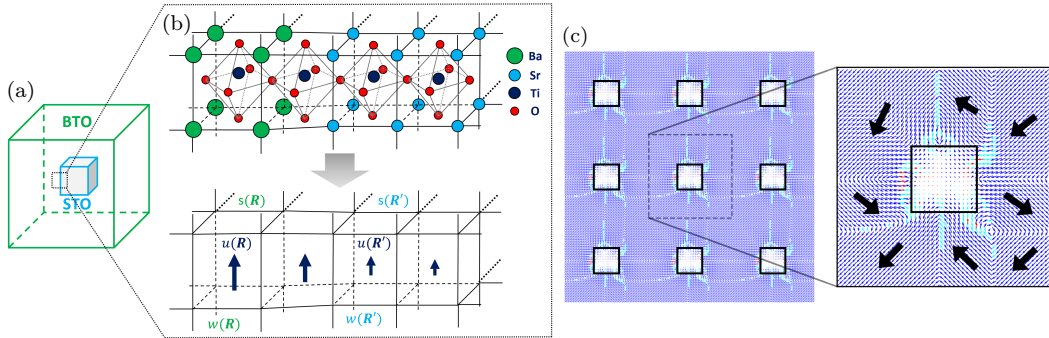 (a)
BTO
STO
(b)
Ba
Sr
Ti
O
s(R)
s(R')
u(R)
u(R')
w(R)
w(R')
(c)